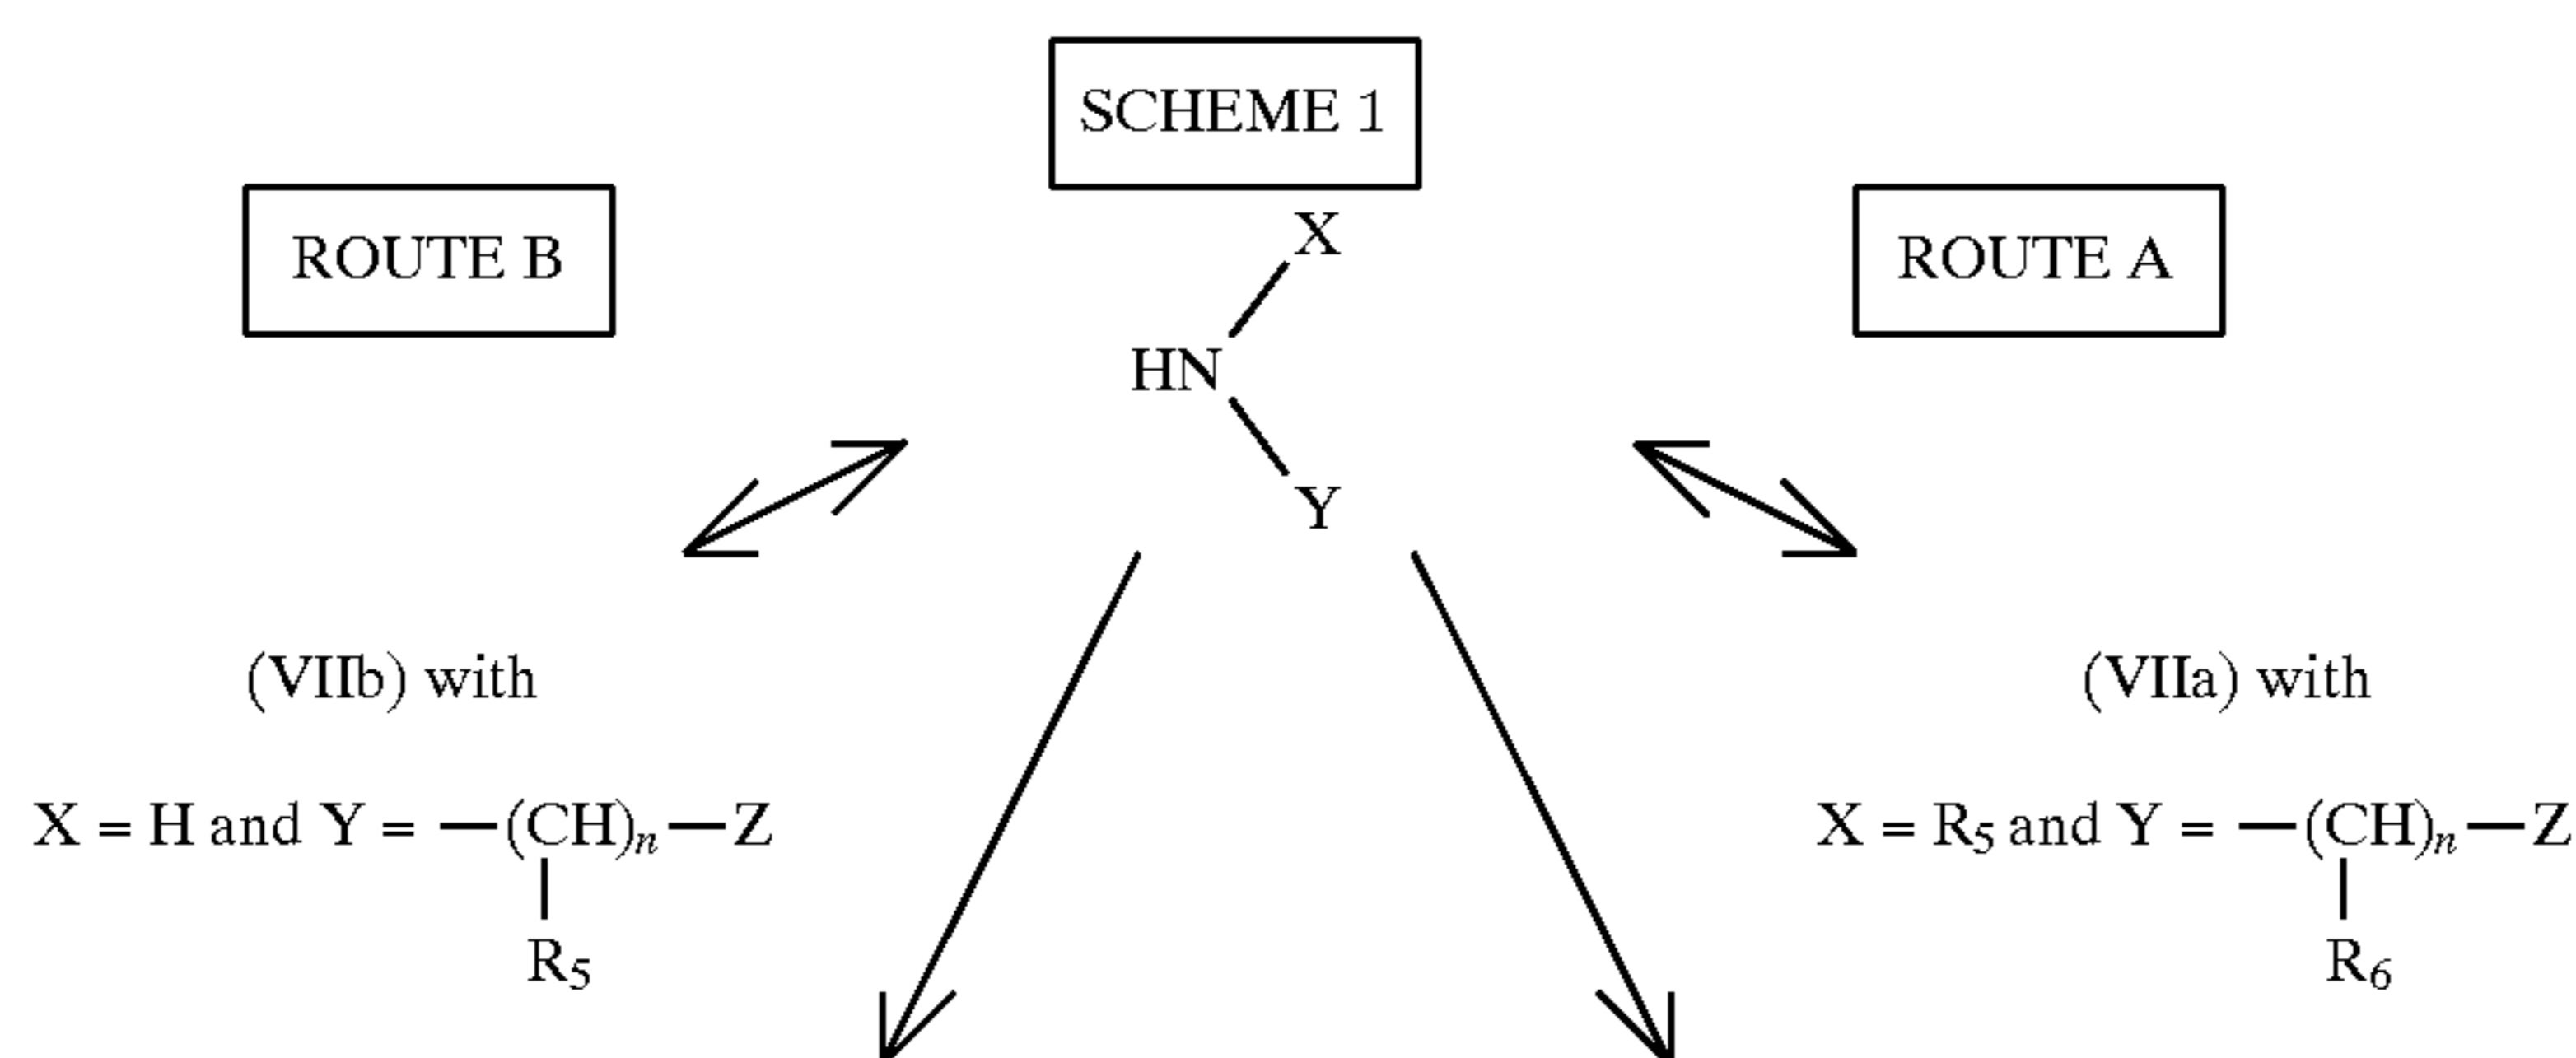 SCHEME 1
ROUTE B
ROUTE A
X
HN
Y
(VIIb) with
(VIIa) with
X = H and Y = —(CH)n—Z
R5
X = R5 and Y = —(CH)n—Z
R6